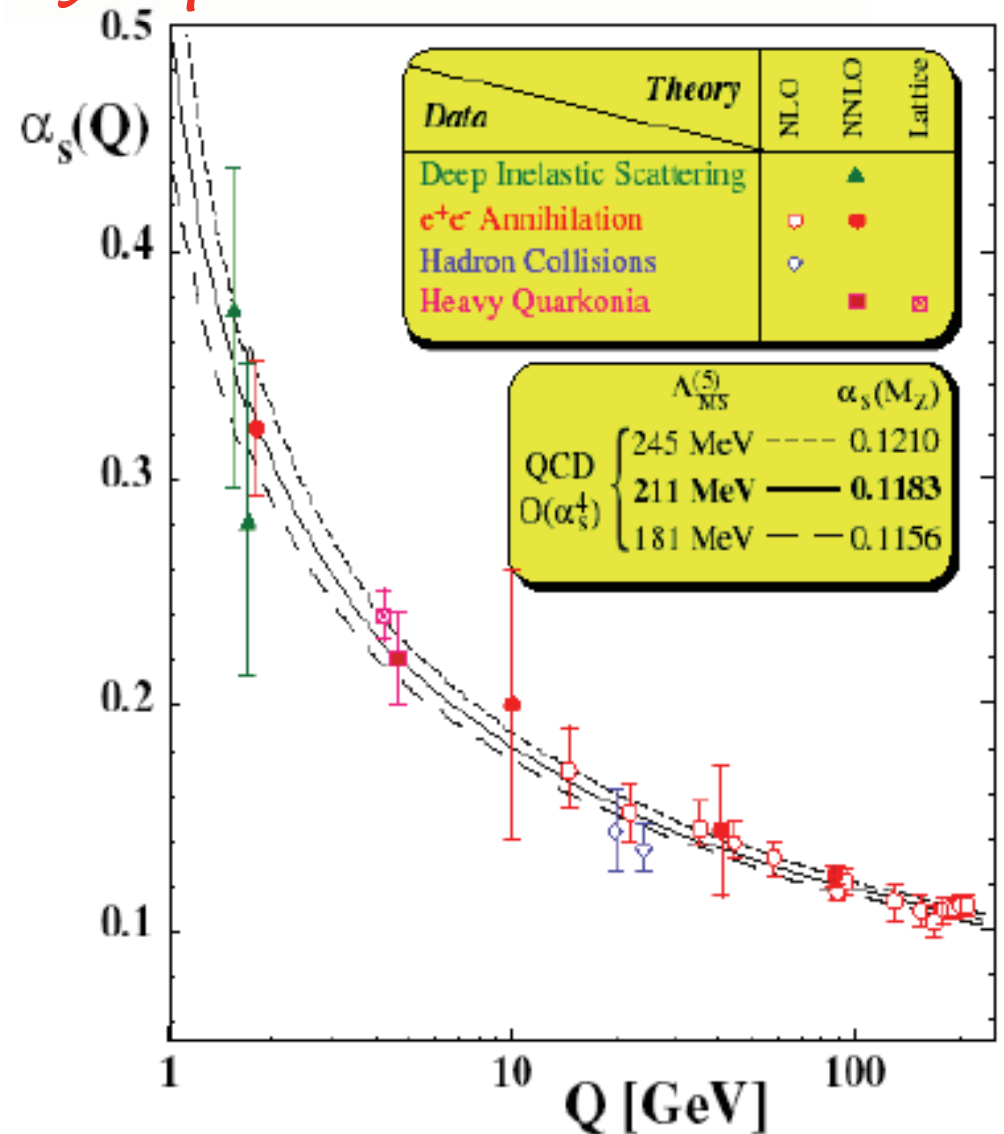 0.5
α_s(Q)
0.4
0.3
0.2
0.1
Data Theory NLO NNLO Lattice
Deep Inelastic Scattering
e⁺e⁻ Annihilation
Hadron Collisions
Heavy Quarkonia
Λ_MS^(5) α_s(M_Z)
245 MeV 0.1210
QCD
211 MeV 0.1183
O(α_s^4)
181 MeV 0.1156
1 10 100
Q [GeV]